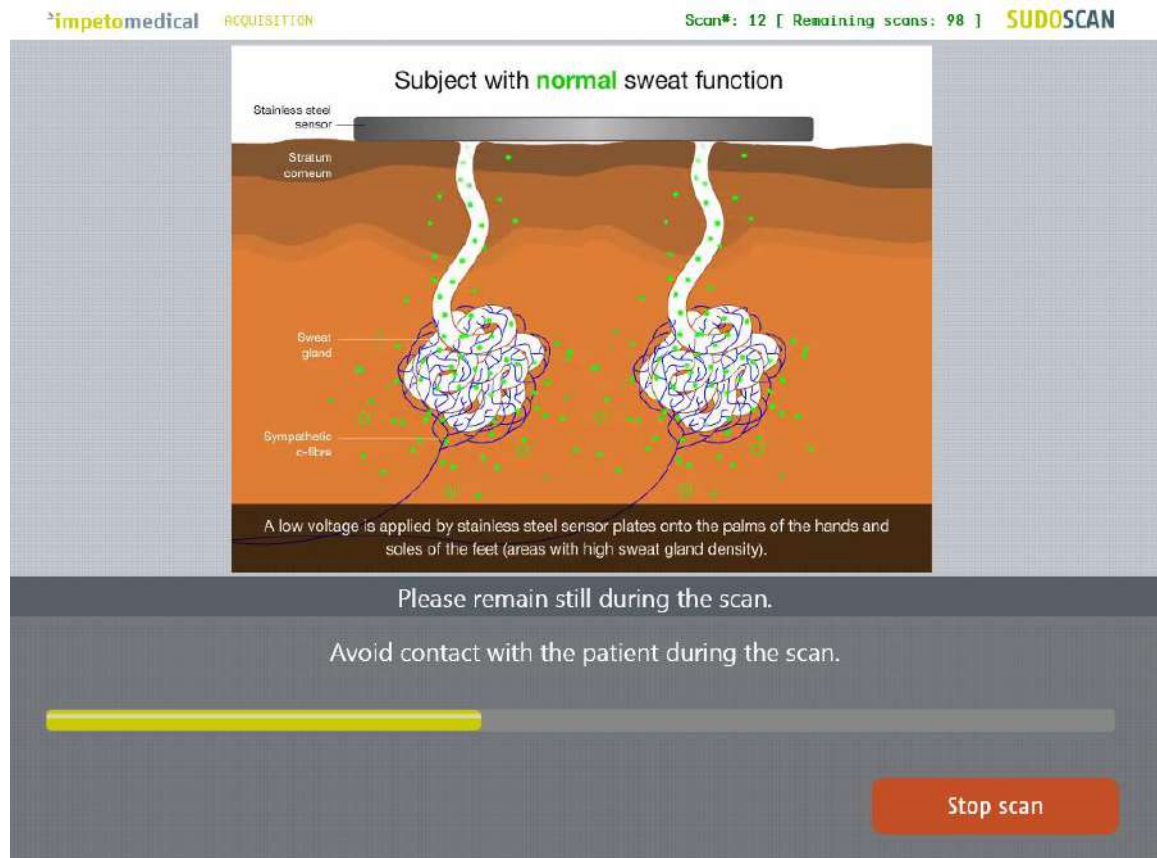 impetomedical ACQUISITION Scan#: 12 [ Remaining scans: 98 ] SUDOSCAN
Subject with normal sweat function
Stainless steel
sensor
Stratum
corneum
Sweat
gland
Sympathetic
c-fibre
A low voltage is applied by stainless steel sensor plates onto the palms of the hands and
soles of the feet (areas with high sweat gland density).
Please remain still during the scan.
Avoid contact with the patient during the scan.
Stop scan